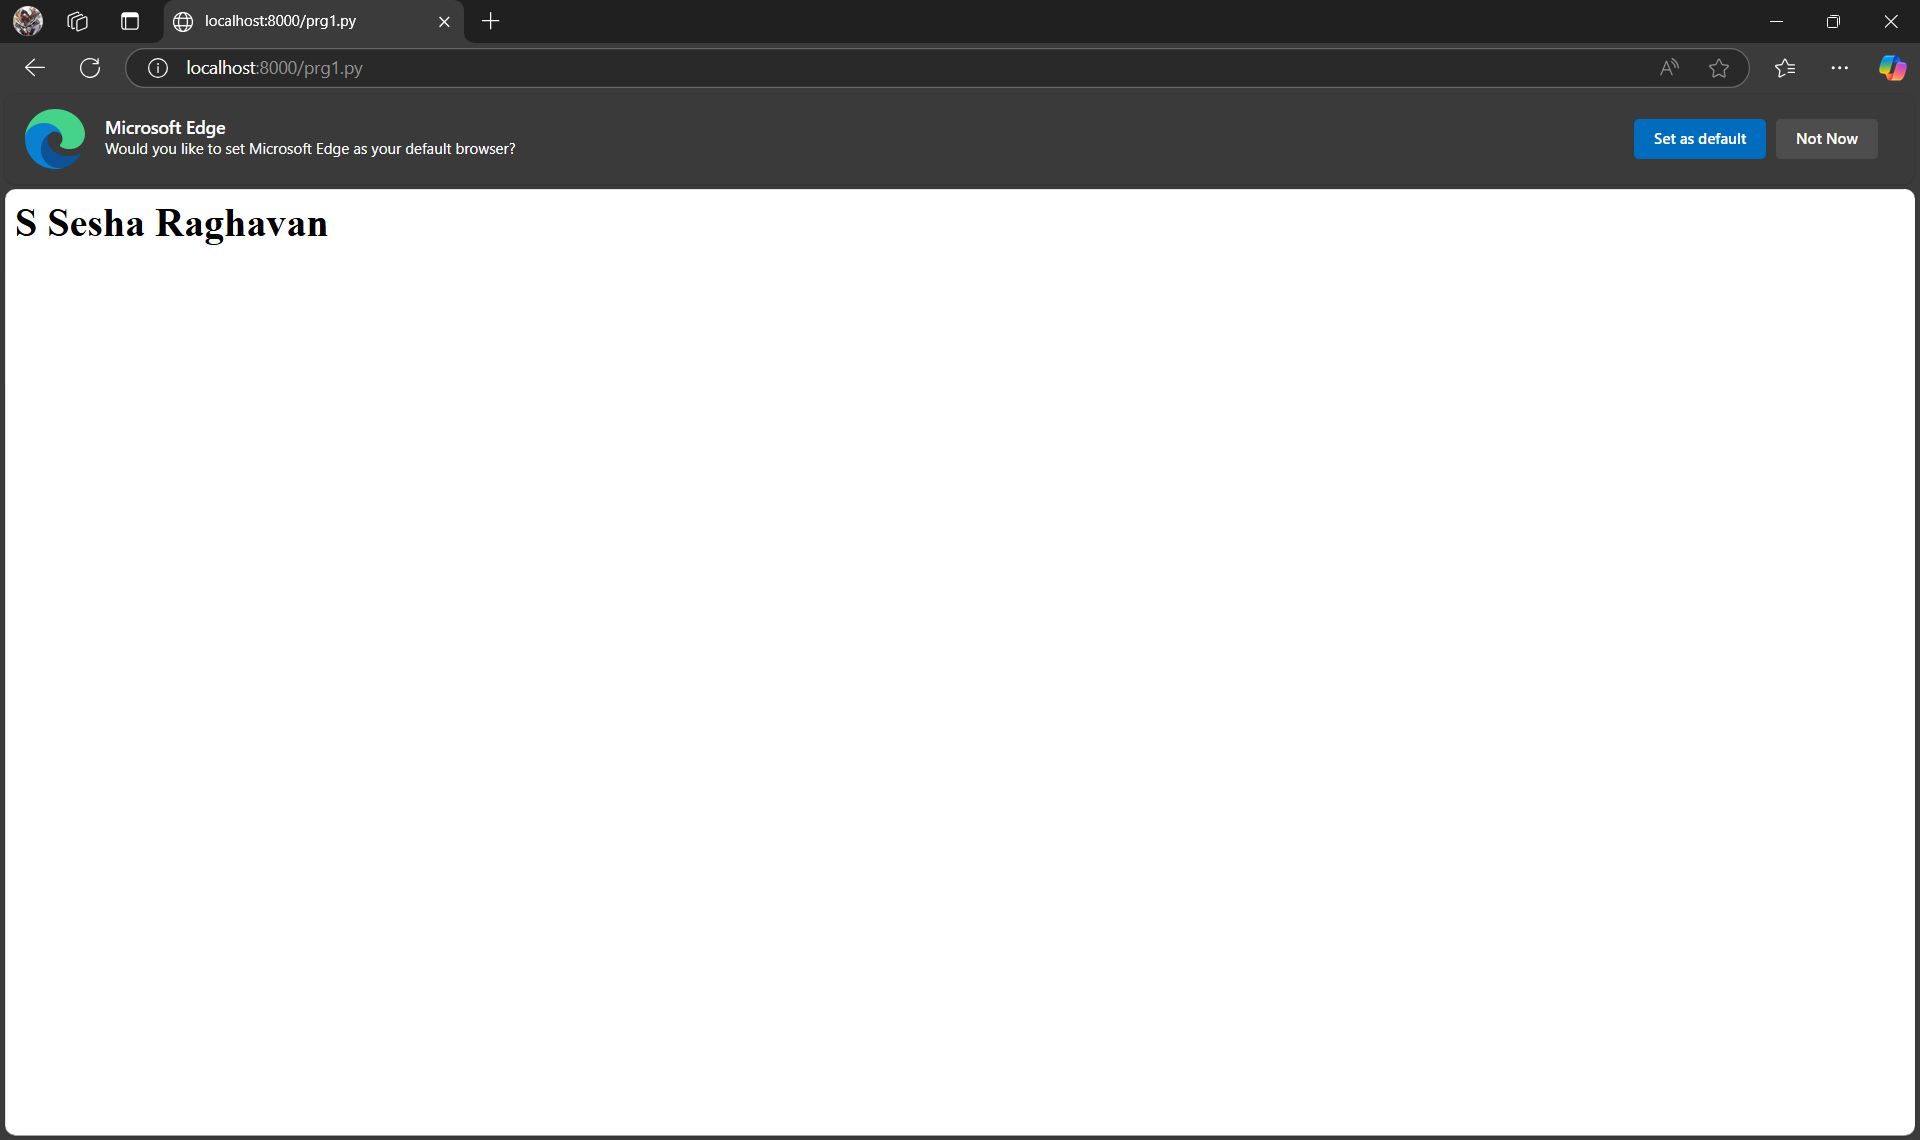 localhost:8000/prg1.py
localhost:8000/prg1.py
Microsoft Edge
Would you like to set Microsoft Edge as your default browser?
Set as default
Not Now
S Sesha Raghavan